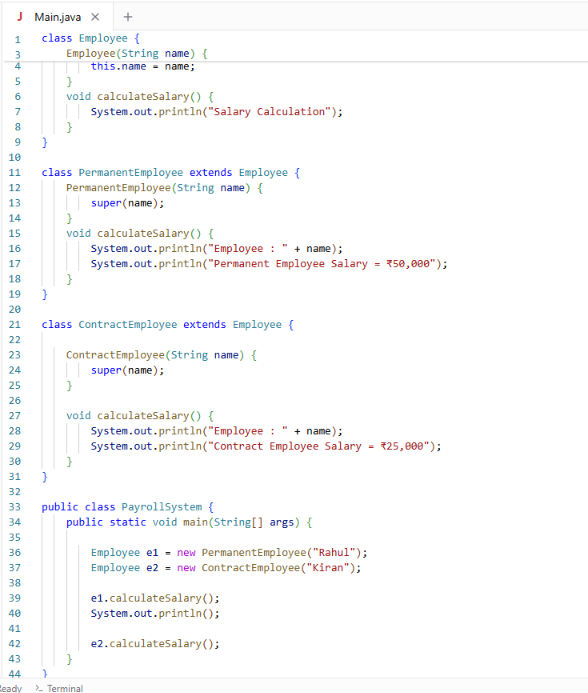 J Main.java × +
1 class Employee {
3     Employee(String name) {
4         this.name = name;
5     }
6     void calculateSalary() {
7         System.out.println("Salary Calculation");
8     }
9 }
10
11 class PermanentEmployee extends Employee {
12     PermanentEmployee(String name) {
13         super(name);
14     }
15     void calculateSalary() {
16         System.out.println("Employee : " + name);
17         System.out.println("Permanent Employee Salary = ₹50,000");
18     }
19 }
20
21 class ContractEmployee extends Employee {
22
23     ContractEmployee(String name) {
24         super(name);
25     }
26
27     void calculateSalary() {
28         System.out.println("Employee : " + name);
29         System.out.println("Contract Employee Salary = ₹25,000");
30     }
31 }
32
33 public class PayrollSystem {
34     public static void main(String[] args) {
35
36         Employee e1 = new PermanentEmployee("Rahul");
37         Employee e2 = new ContractEmployee("Kiran");
38
39         e1.calculateSalary();
40         System.out.println();
41
42         e2.calculateSalary();
43     }
44 }
eady >_ Terminal